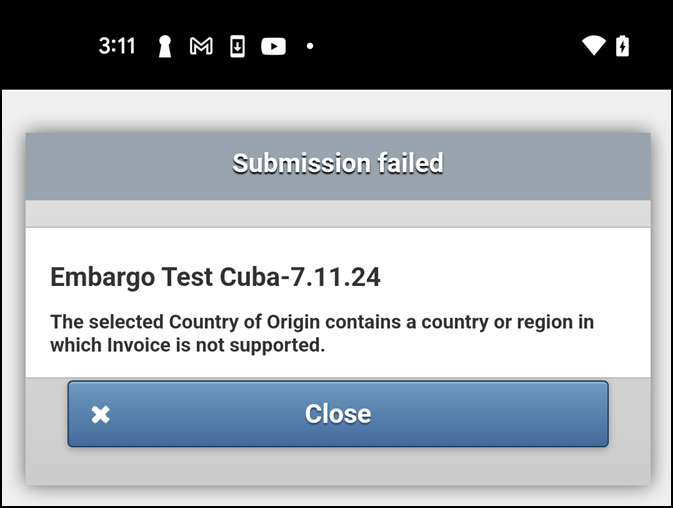 3:11
Submission failed
Embargo Test Cuba-7.11.24
The selected Country of Origin contains a country or region in
which Invoice is not supported.
Close